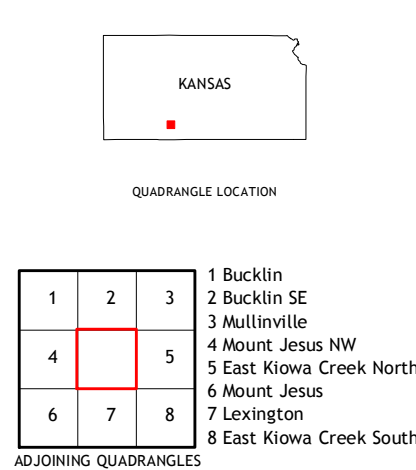 KANSAS
QUADRANGLE LOCATION
1 2 3
4 5
6 7 8
ADJOINING QUADRANGLES
1 Bucklin
2 Bucklin SE
3 Mullinville
4 Mount Jesus NW
5 East Kiowa Creek North
6 Mount Jesus
7 Lexington
8 East Kiowa Creek South